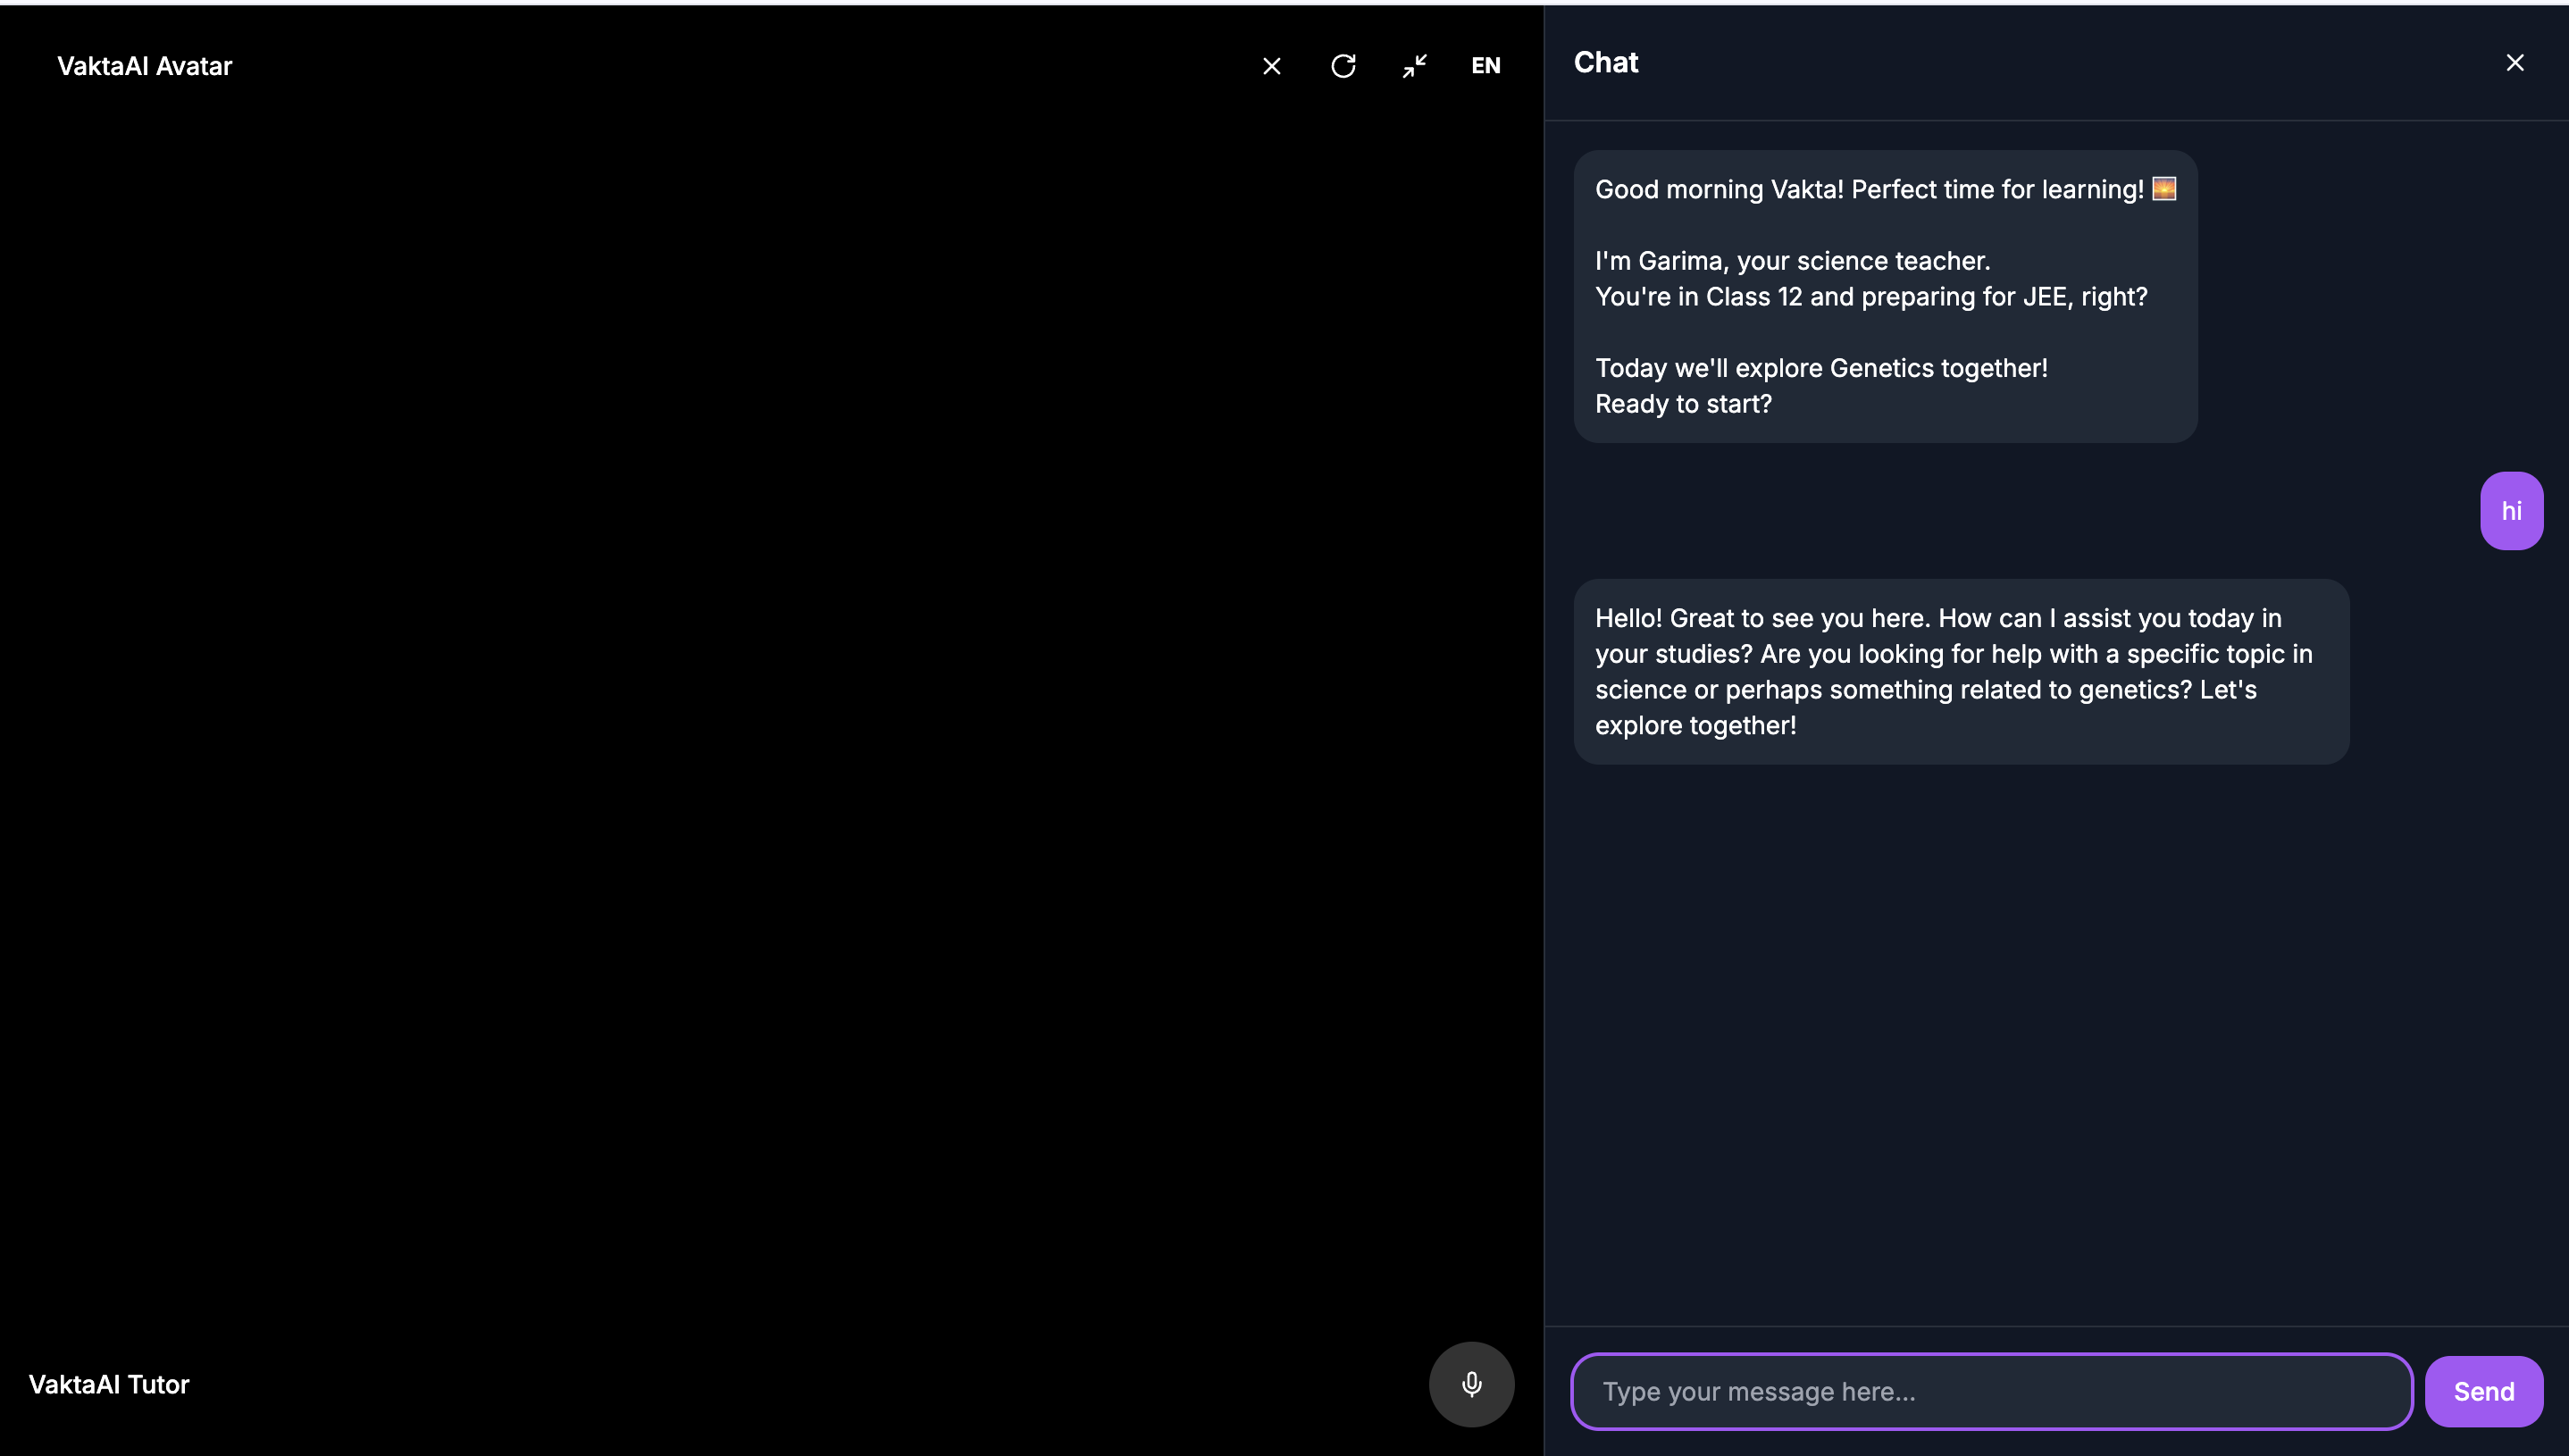 VaktaAI Avatar
EN
Chat
Good morning Vakta! Perfect time for learning! 🌅
I'm Garima, your science teacher.
You're in Class 12 and preparing for JEE, right?
Today we'll explore Genetics together!
Ready to start?
hi
Hello! Great to see you here. How can I assist you today in
your studies? Are you looking for help with a specific topic in
science or perhaps something related to genetics? Let's
explore together!
VaktaAI Tutor
Type your message here...
Send